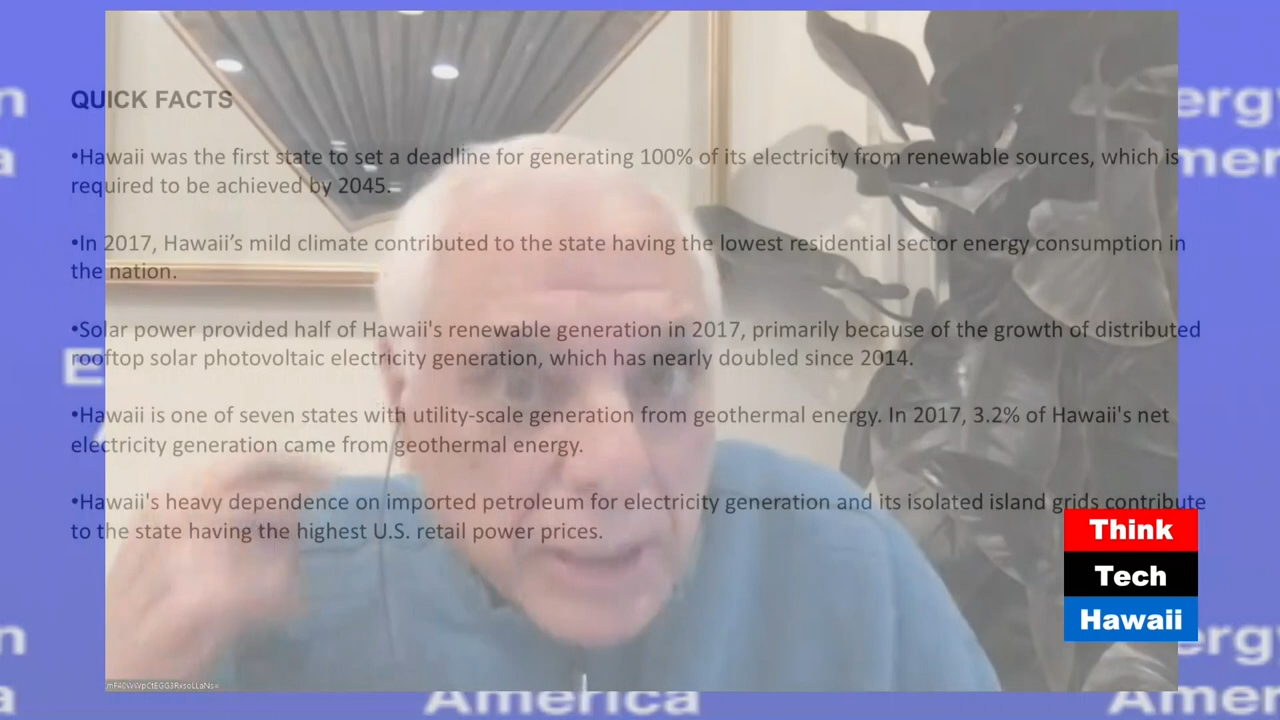 QUICK FACTS
•Hawaii was the first state to set a deadline for generating 100% of its electricity from renewable sources, which is
required to be achieved by 2045.
•In 2017, Hawaii’s mild climate contributed to the state having the lowest residential sector energy consumption in
the nation.
•Solar power provided half of Hawaii's renewable generation in 2017, primarily because of the growth of distributed
rooftop solar photovoltaic electricity generation, which has nearly doubled since 2014.
•Hawaii is one of seven states with utility-scale generation from geothermal energy. In 2017, 3.2% of Hawaii's net
electricity generation came from geothermal energy.
•Hawaii's heavy dependence on imported petroleum for electricity generation and its isolated island grids contribute
to the state having the highest U.S. retail power prices.
Think
Tech
Hawaii
America